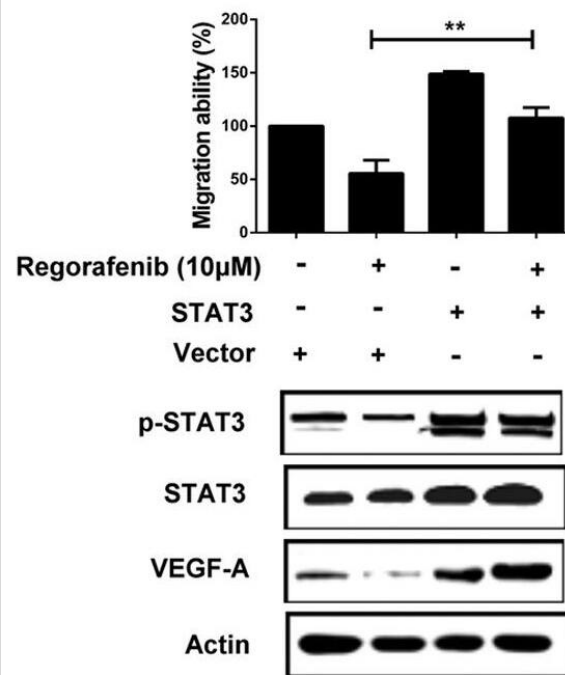 Migration ability (%)
200
150
100
50
0
**
Regorafenib (10μM) - + - +
STAT3 - - + +
Vector + + - -
p-STAT3
STAT3
VEGF-A
Actin